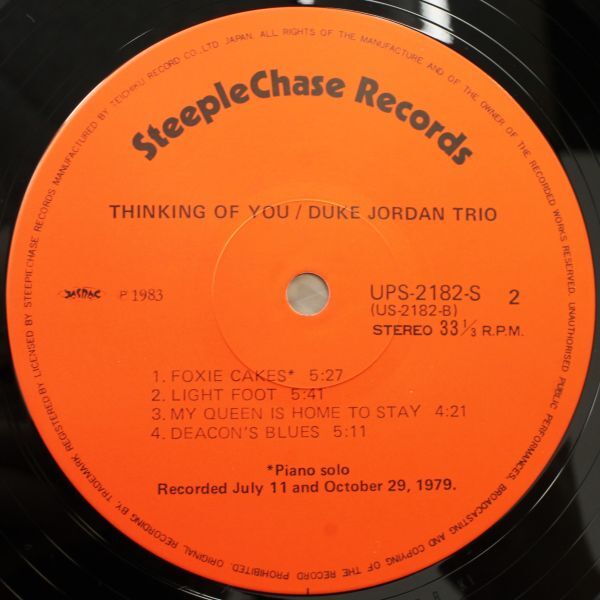 SteepleChase Records
THINKING OF YOU / DUKE JORDAN TRIO
JASRAC P 1983
UPS-2182-S 2
(US-2182-B)
STEREO 33 1/3 R.P.M.
1. FOXIE CAKES* 5:27
2. LIGHT FOOT 5:41
3. MY QUEEN IS HOME TO STAY 4:21
4. DEACON'S BLUES 5:11
*Piano solo
Recorded July 11 and October 29, 1979.
TRADEMARK REGISTERED BY LICENSED BY STEEPLECHASE RECORDS MANUFACTURED BY TEICHIKU RECORD CO., LTD. JAPAN. ALL RIGHTS OF THE MANUFACTURE AND OF THE OWNER OF THE RECORDED WORKS RESERVED. UNAUTHORISED PUBLIC PERFORMANCES, BROADCASTING AND COPYING OF THE RECORD PROHIBITED. ORIGINAL RECORDING BY.